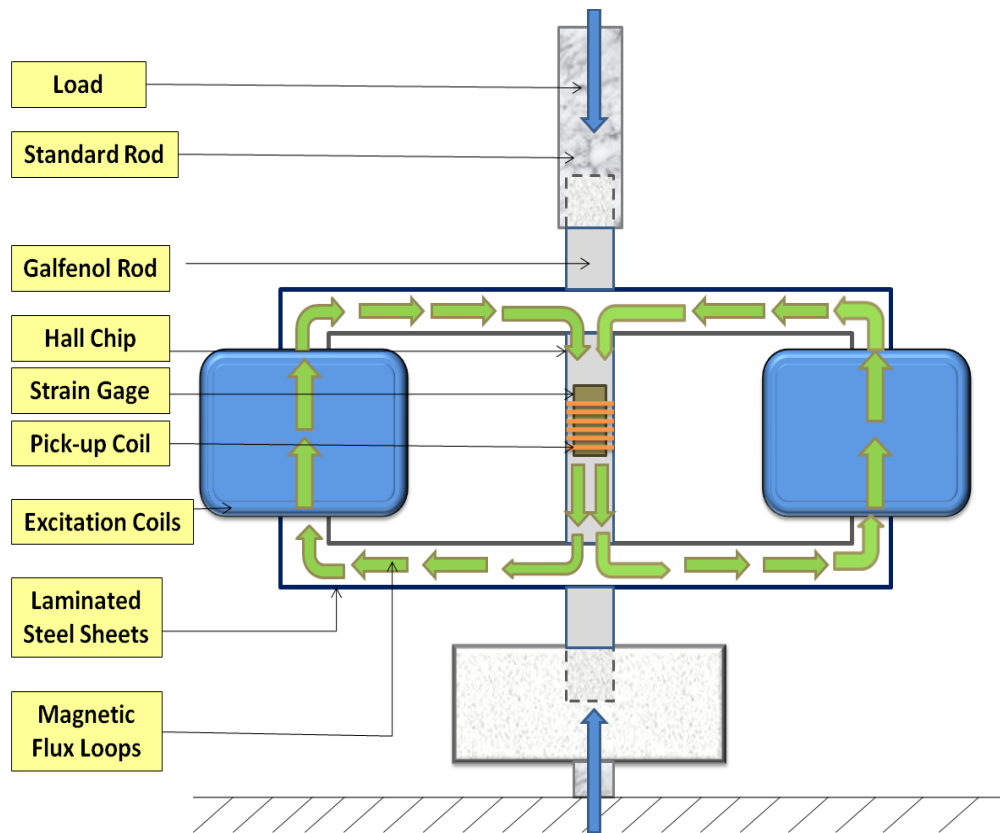 Load
Standard Rod
Galfenol Rod
Hall Chip
Strain Gage
Pick-up Coil
Excitation Coils
Laminated
Steel Sheets
Magnetic
Flux Loops